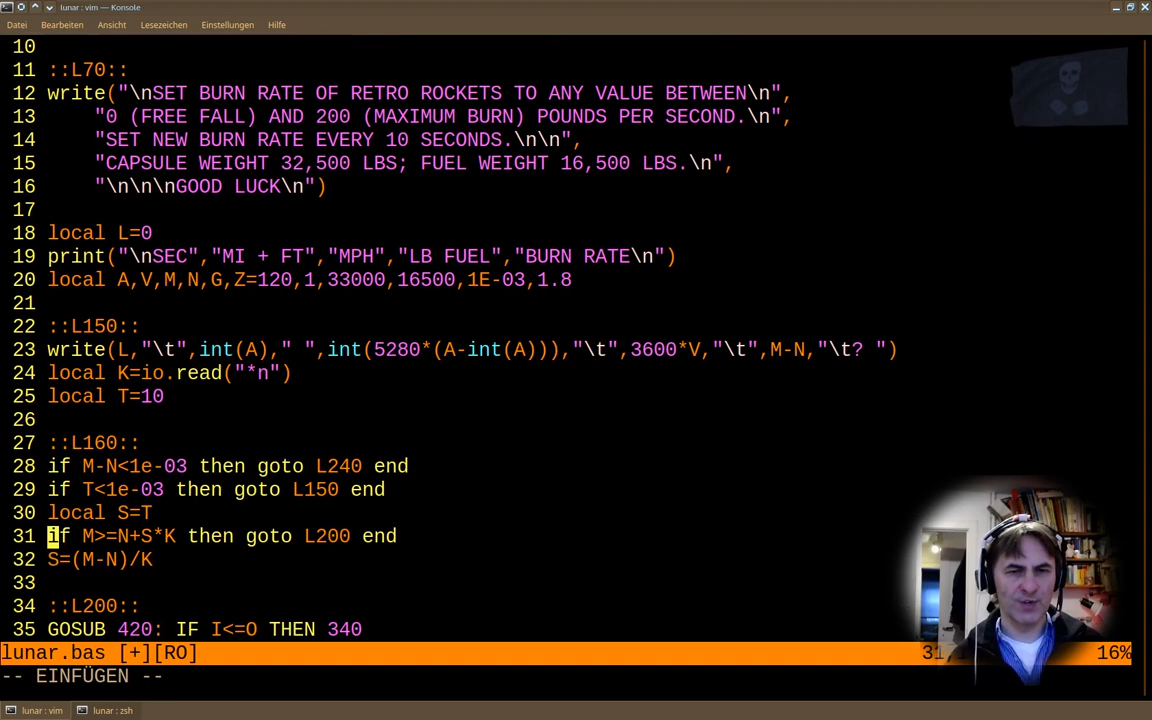 lunar : vim — Konsole
Datei Bearbeiten Ansicht Lesezeichen Einstellungen Hilfe
10
11 ::L70::
12 write("\nSET BURN RATE OF RETRO ROCKETS TO ANY VALUE BETWEEN\n",
13 "0 (FREE FALL) AND 200 (MAXIMUM BURN) POUNDS PER SECOND.\n",
14 "SET NEW BURN RATE EVERY 10 SECONDS.\n\n",
15 "CAPSULE WEIGHT 32,500 LBS; FUEL WEIGHT 16,500 LBS.\n",
16 "\n\n\nGOOD LUCK\n")
17
18 local L=0
19 print("\nSEC","MI + FT","MPH","LB FUEL","BURN RATE\n")
20 local A,V,M,N,G,Z=120,1,33000,16500,1E-03,1.8
21
22 ::L150::
23 write(L,"\t",int(A)," ",int(5280*(A-int(A))),"\t",3600*V,"\t",M-N,"\t? ")
24 local K=io.read("*n")
25 local T=10
26
27 ::L160::
28 if M-N<1e-03 then goto L240 end
29 if T<1e-03 then goto L150 end
30 local S=T
31 if M>=N+S*K then goto L200 end
32 S=(M-N)/K
33
34 ::L200::
35 GOSUB 420: IF I<=O THEN 340
lunar.bas [+][RO] 16%
-- EINFÜGEN --
lunar : vim lunar : zsh